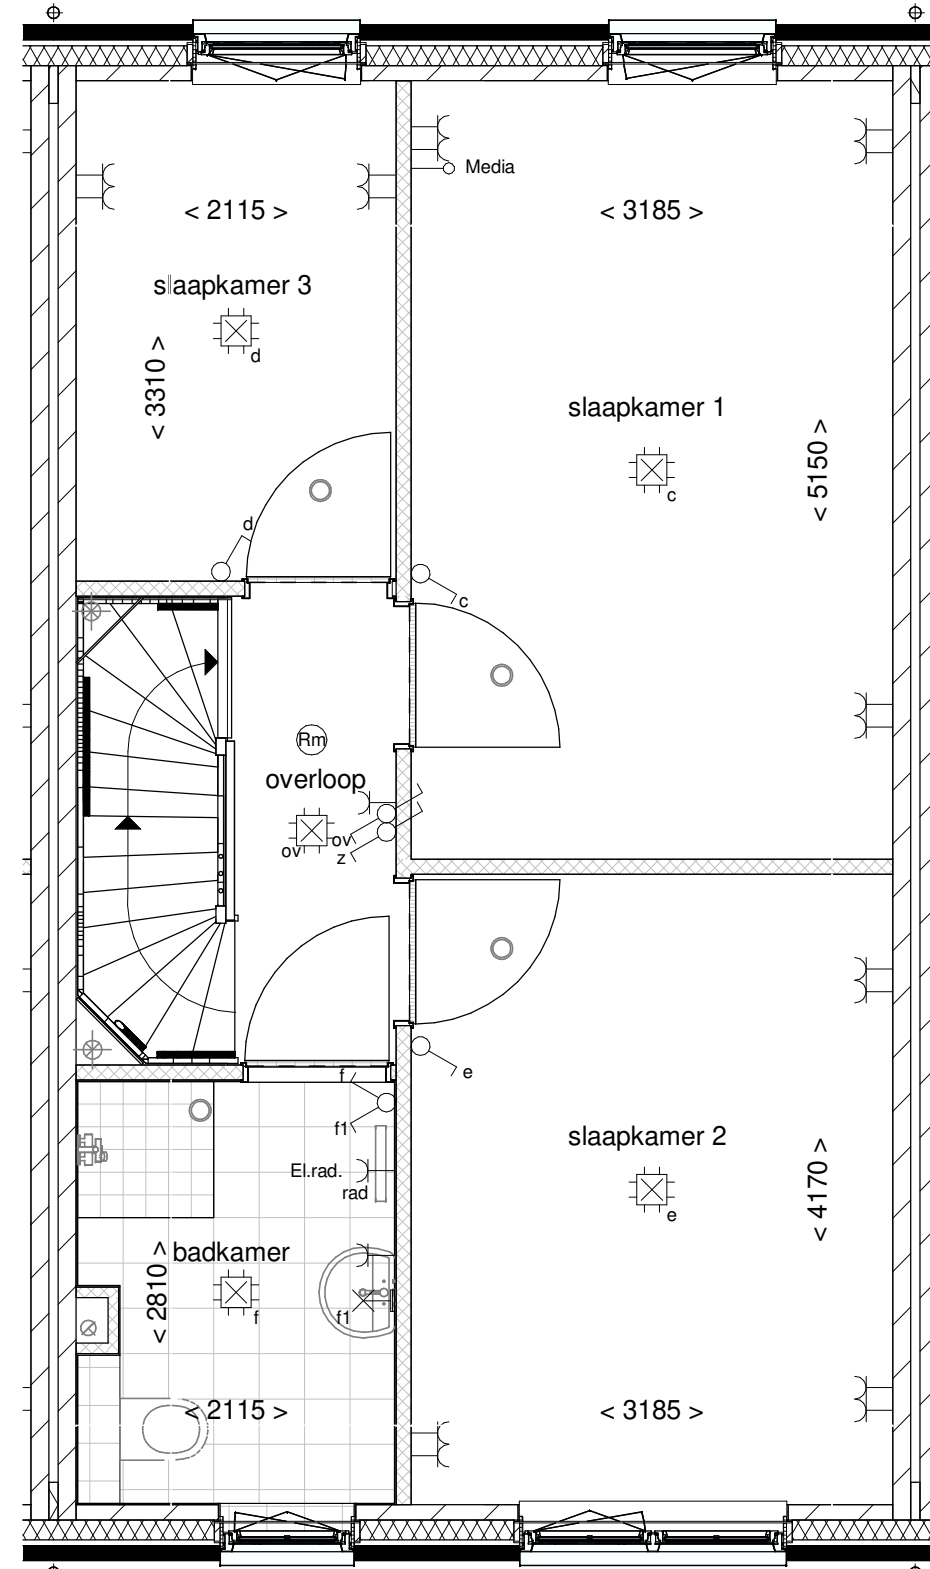 Media
< 2115 >
< 3185 >
slaapkamer 3
d
< 3310 >
slaapkamer 1
c
< 5150 >
d
c
Rm
overloop
ov
ov
z
e
f
f1
slaapkamer 2
El.rad.
rad
e
< 4170 >
badkamer
< 2810 >
f
f1
< 2115 >
< 3185 >